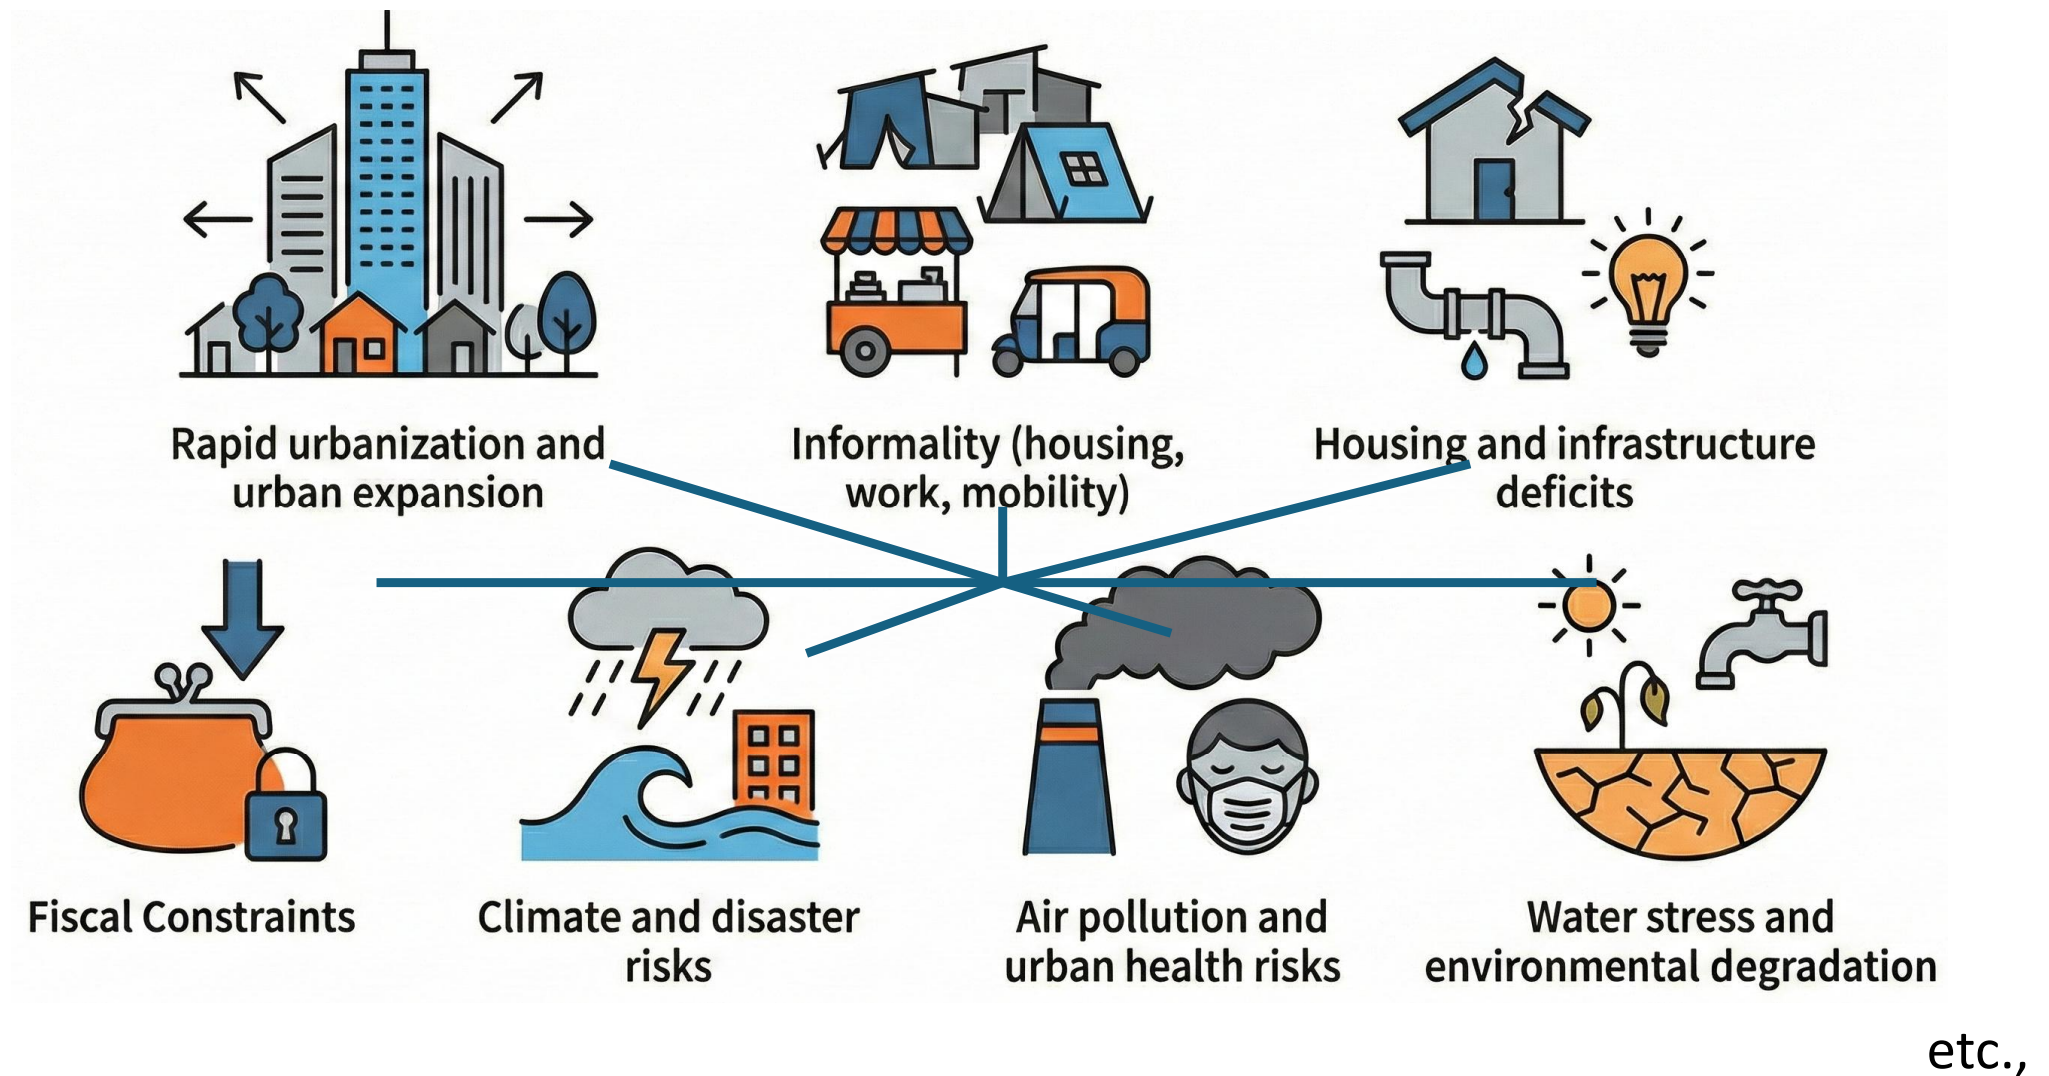 Rapid urbanization and
urban expansion
Informality (housing,
work, mobility)
Housing and infrastructure
deficits
Fiscal Constraints
Climate and disaster
risks
Air pollution and
urban health risks
Water stress and
environmental degradation
etc.,